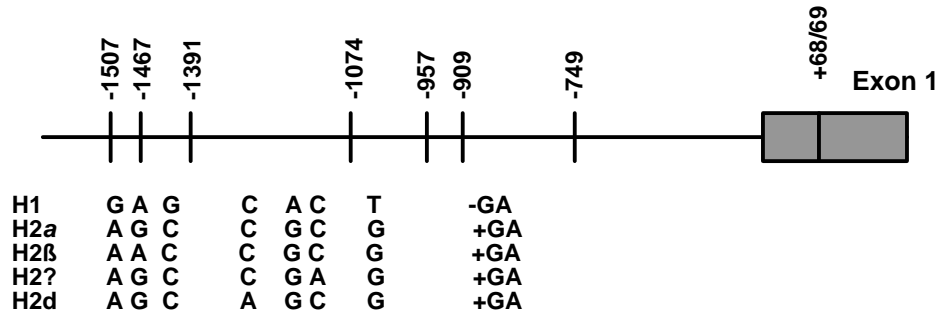 -1507 -1467 -1391 -1074 -957 -909 -749 +68/69
Exon 1
H1 G A G C A C T -GA
H2a A G C C G C G +GA
H2ß A A C C G C G +GA
H2? A G C C G A G +GA
H2d A G C A G C G +GA